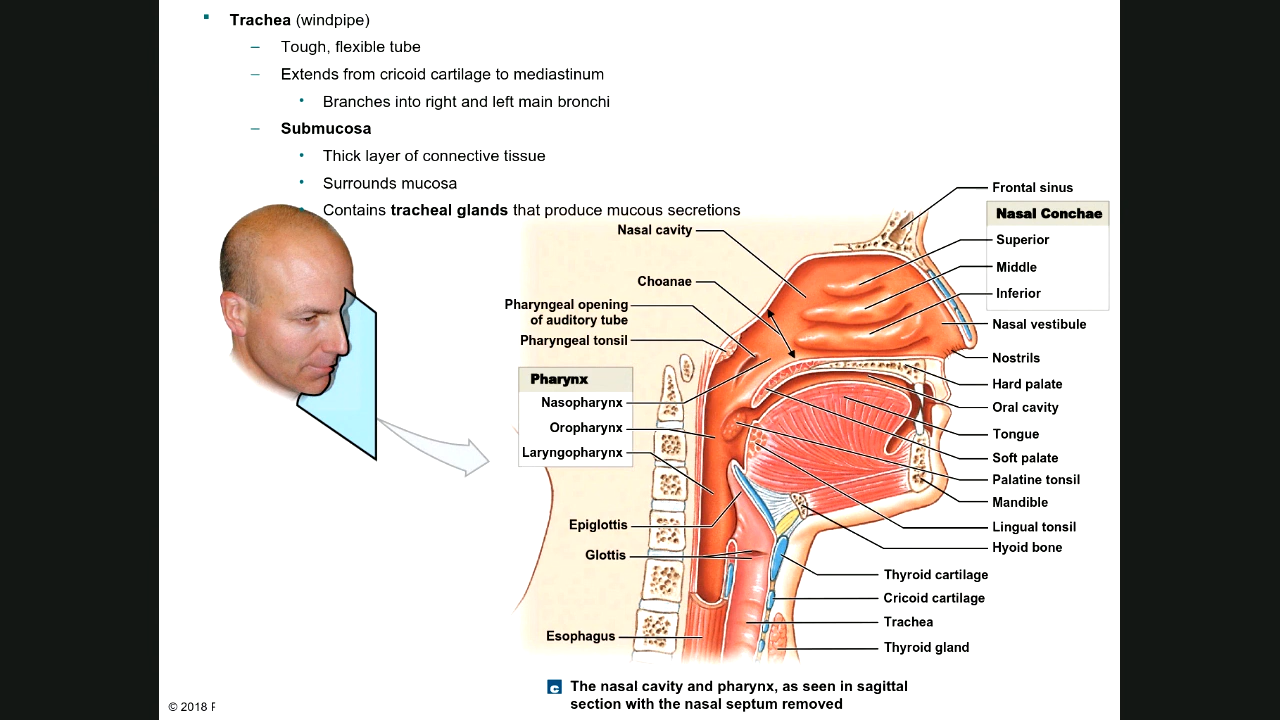 Trachea (windpipe)
– Tough, flexible tube
– Extends from cricoid cartilage to mediastinum
• Branches into right and left main bronchi
– Submucosa
• Thick layer of connective tissue
• Surrounds mucosa
• Contains tracheal glands that produce mucous secretions
Nasal cavity
Choanae
Pharyngeal opening
of auditory tube
Pharyngeal tonsil
Pharynx
Nasopharynx
Oropharynx
Laryngopharynx
Epiglottis
Glottis
Esophagus
Frontal sinus
Nasal Conchae
Superior
Middle
Inferior
Nasal vestibule
Nostrils
Hard palate
Oral cavity
Tongue
Soft palate
Palatine tonsil
Mandible
Lingual tonsil
Hyoid bone
Thyroid cartilage
Cricoid cartilage
Trachea
Thyroid gland
c The nasal cavity and pharynx, as seen in sagittal
section with the nasal septum removed
© 2018